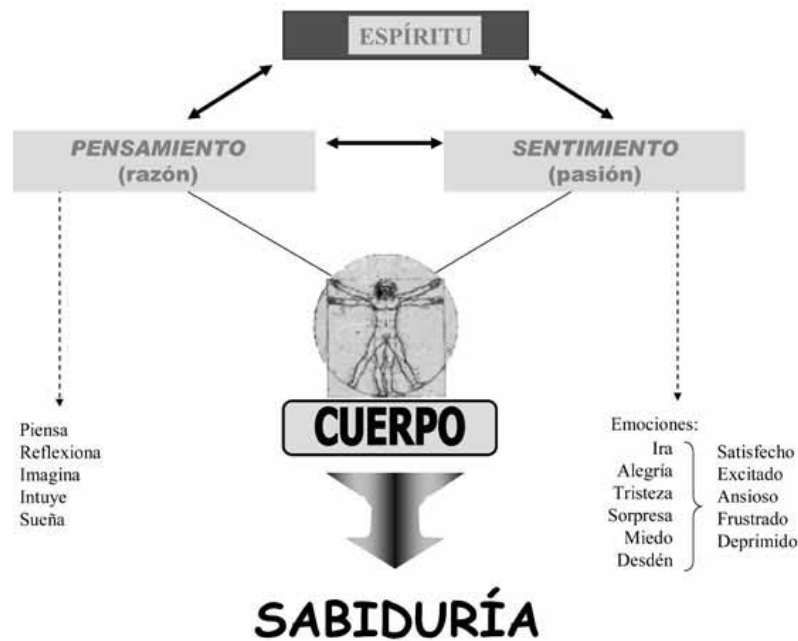 ESPÍRITU
PENSAMIENTO
(razón)
SENTIMIENTO
(pasión)
CUERPO
Piensa
Reflexiona
Imagina
Intuye
Sueña
Emociones:
Ira
Alegría
Tristeza
Sorpresa
Miedo
Desdén
Satisfecho
Excitado
Ansioso
Frustrado
Deprimido
SABIDURÍA